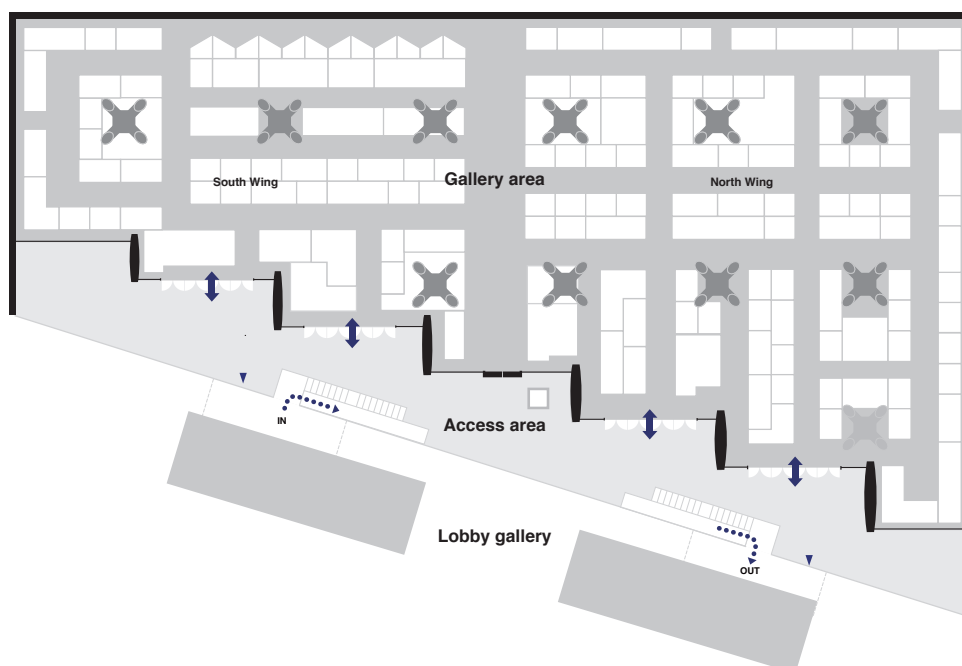 South Wing
Gallery area
North Wing
IN
Access area
Lobby gallery
OUT